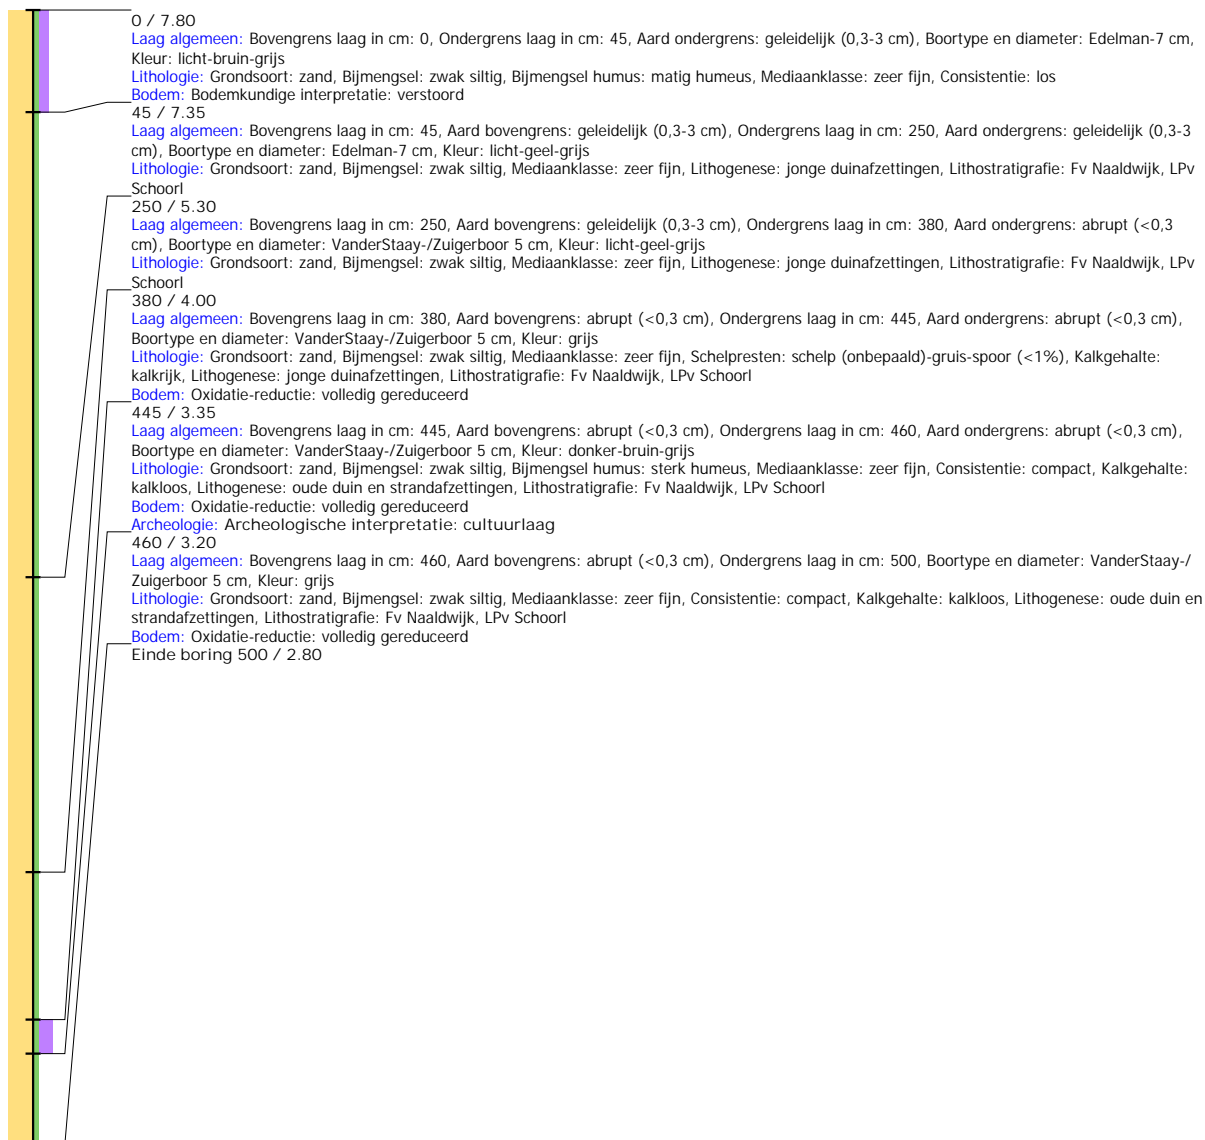 0 / 7.80
Laag algemeen: Bovengrens laag in cm: 0, Ondergrens laag in cm: 45, Aard ondergrens: geleidelijk (0,3-3 cm), Boortype en diameter: Edelman-7 cm,
Kleur: licht-bruin-grijs
Lithologie: Grondsoort: zand, Bijmengsel: zwak siltig, Bijmengsel humus: matig humeus, Mediaanklasse: zeer fijn, Consistentie: los
Bodem: Bodemkundige interpretatie: verstoord
45 / 7.35
Laag algemeen: Bovengrens laag in cm: 45, Aard bovengrens: geleidelijk (0,3-3 cm), Ondergrens laag in cm: 250, Aard ondergrens: geleidelijk (0,3-3
cm), Boortype en diameter: Edelman-7 cm, Kleur: licht-geel-grijs
Lithologie: Grondsoort: zand, Bijmengsel: zwak siltig, Mediaanklasse: zeer fijn, Lithogenese: jonge duinafzettingen, Lithostratigrafie: Fv Naaldwijk, LPv
Schoorl
250 / 5.30
Laag algemeen: Bovengrens laag in cm: 250, Aard bovengrens: geleidelijk (0,3-3 cm), Ondergrens laag in cm: 380, Aard ondergrens: abrupt (<0,3
cm), Boortype en diameter: VanderStaay-/Zuigerboor 5 cm, Kleur: licht-geel-grijs
Lithologie: Grondsoort: zand, Bijmengsel: zwak siltig, Mediaanklasse: zeer fijn, Lithogenese: jonge duinafzettingen, Lithostratigrafie: Fv Naaldwijk, LPv
Schoorl
380 / 4.00
Laag algemeen: Bovengrens laag in cm: 380, Aard bovengrens: abrupt (<0,3 cm), Ondergrens laag in cm: 445, Aard ondergrens: abrupt (<0,3 cm),
Boortype en diameter: VanderStaay-/Zuigerboor 5 cm, Kleur: grijs
Lithologie: Grondsoort: zand, Bijmengsel: zwak siltig, Mediaanklasse: zeer fijn, Schelpresten: schelp (onbepaald)-gruis-spoor (<1%), Kalkgehalte:
kalkrijk, Lithogenese: jonge duinafzettingen, Lithostratigrafie: Fv Naaldwijk, LPv Schoorl
Bodem: Oxidatie-reductie: volledig gereduceerd
445 / 3.35
Laag algemeen: Bovengrens laag in cm: 445, Aard bovengrens: abrupt (<0,3 cm), Ondergrens laag in cm: 460, Aard ondergrens: abrupt (<0,3 cm),
Boortype en diameter: VanderStaay-/Zuigerboor 5 cm, Kleur: donker-bruin-grijs
Lithologie: Grondsoort: zand, Bijmengsel: zwak siltig, Bijmengsel humus: sterk humeus, Mediaanklasse: zeer fijn, Consistentie: compact, Kalkgehalte:
kalkloos, Lithogenese: oude duin en strandafzettingen, Lithostratigrafie: Fv Naaldwijk, LPv Schoorl
Bodem: Oxidatie-reductie: volledig gereduceerd
Archeologie: Archeologische interpretatie: cultuurlaag
460 / 3.20
Laag algemeen: Bovengrens laag in cm: 460, Aard bovengrens: abrupt (<0,3 cm), Ondergrens laag in cm: 500, Boortype en diameter: VanderStaay-/
Zuigerboor 5 cm, Kleur: grijs
Lithologie: Grondsoort: zand, Bijmengsel: zwak siltig, Mediaanklasse: zeer fijn, Consistentie: compact, Kalkgehalte: kalkloos, Lithogenese: oude duin en
strandafzettingen, Lithostratigrafie: Fv Naaldwijk, LPv Schoorl
Bodem: Oxidatie-reductie: volledig gereduceerd
Einde boring 500 / 2.80